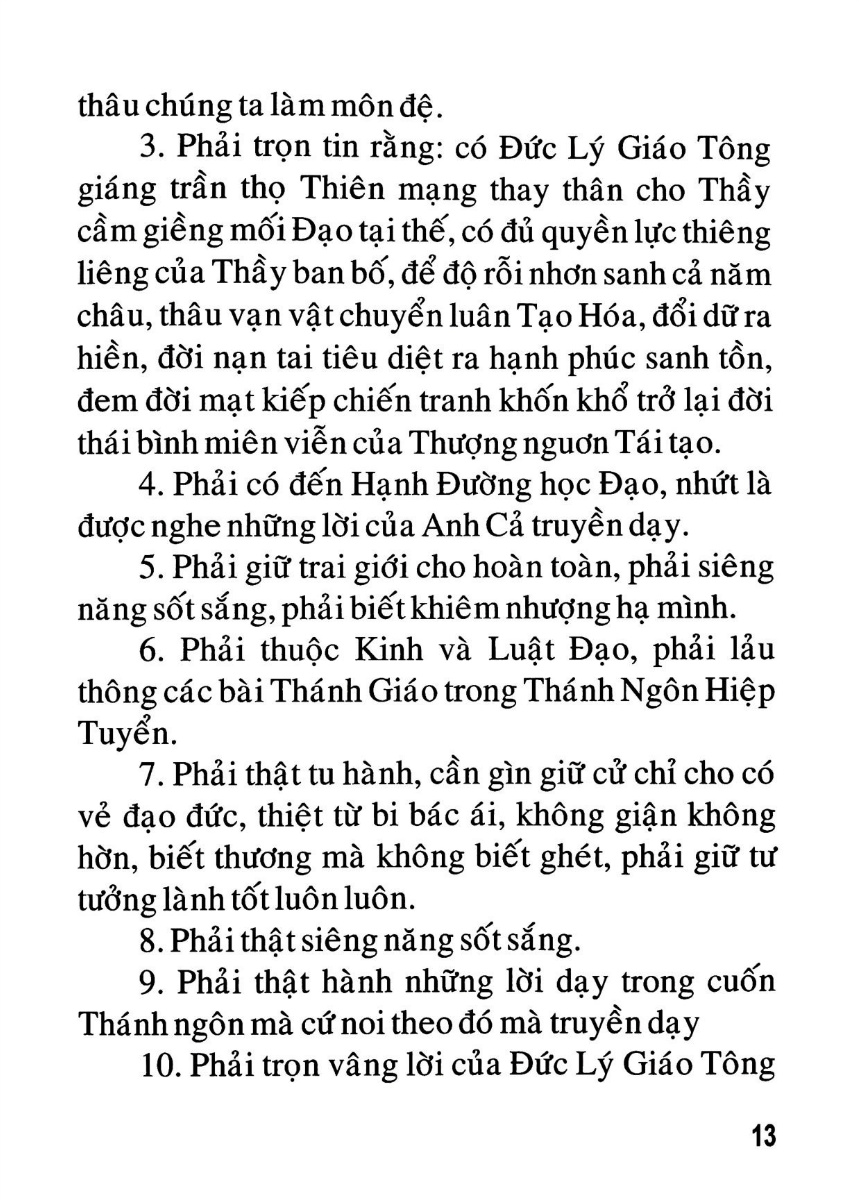 thâu chúng ta làm môn đệ.
3. Phải trọn tin rằng: có Đức Lý Giáo Tông
giáng trần thọ Thiên mạng thay thân cho Thầy
cầm giềng mối Đạo tại thế, có đủ quyền lực thiêng
liêng của Thầy ban bố, để độ rỗi nhơn sanh cả năm
châu, thâu vạn vật chuyển luân Tạo Hóa, đổi dữ ra
hiền, đời nạn tai tiêu diệt ra hạnh phúc sanh tồn,
đem đời mạt kiếp chiến tranh khốn khổ trở lại đời
thái bình miên viễn của Thượng nguơn Tái tạo.
4. Phải có đến Hạnh Đường học Đạo, nhứt là
được nghe những lời của Anh Cả truyền dạy.
5. Phải giữ trai giới cho hoàn toàn, phải siêng
năng sốt sắng, phải biết khiêm nhượng hạ mình.
6. Phải thuộc Kinh và Luật Đạo, phải lảu
thông các bài Thánh Giáo trong Thánh Ngôn Hiệp
Tuyển.
7. Phải thật tu hành, cần gìn giữ cử chỉ cho có
vẻ đạo đức, thiệt từ bi bác ái, không giận không
hờn, biết thương mà không biết ghét, phải giữ tư
tưởng lành tốt luôn luôn.
8. Phải thật siêng năng sốt sắng.
9. Phải thật hành những lời dạy trong cuốn
Thánh ngôn mà cứ noi theo đó mà truyền dạy
10. Phải trọn vâng lời của Đức Lý Giáo Tông
13